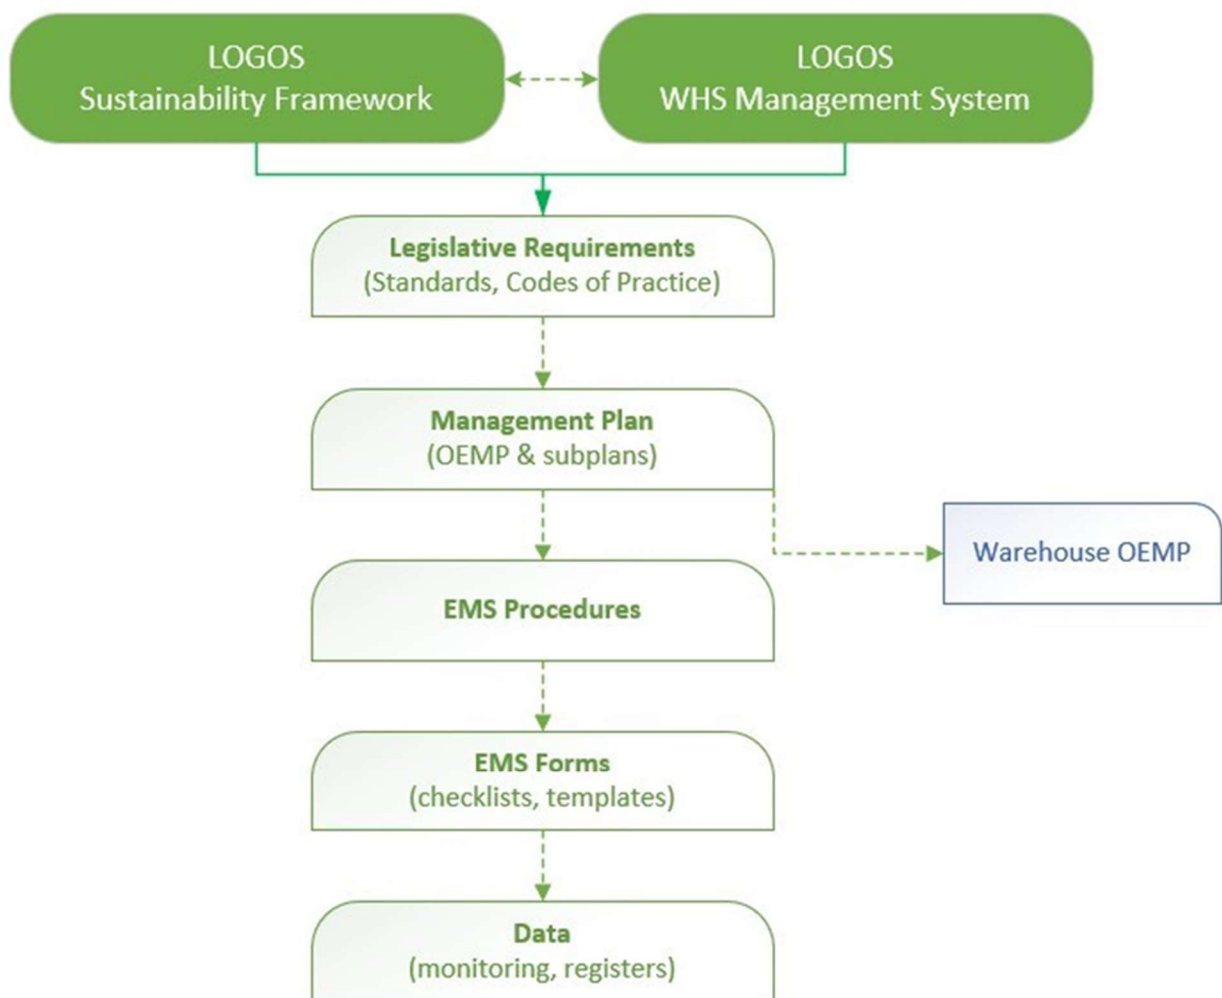 LOGOS
Sustainability Framework
LOGOS
WHS Management System
Legislative Requirements
(Standards, Codes of Practice)
Management Plan
(OEMP & subplans)
Warehouse OEMP
EMS Procedures
EMS Forms
(checklists, templates)
Data
(monitoring, registers)